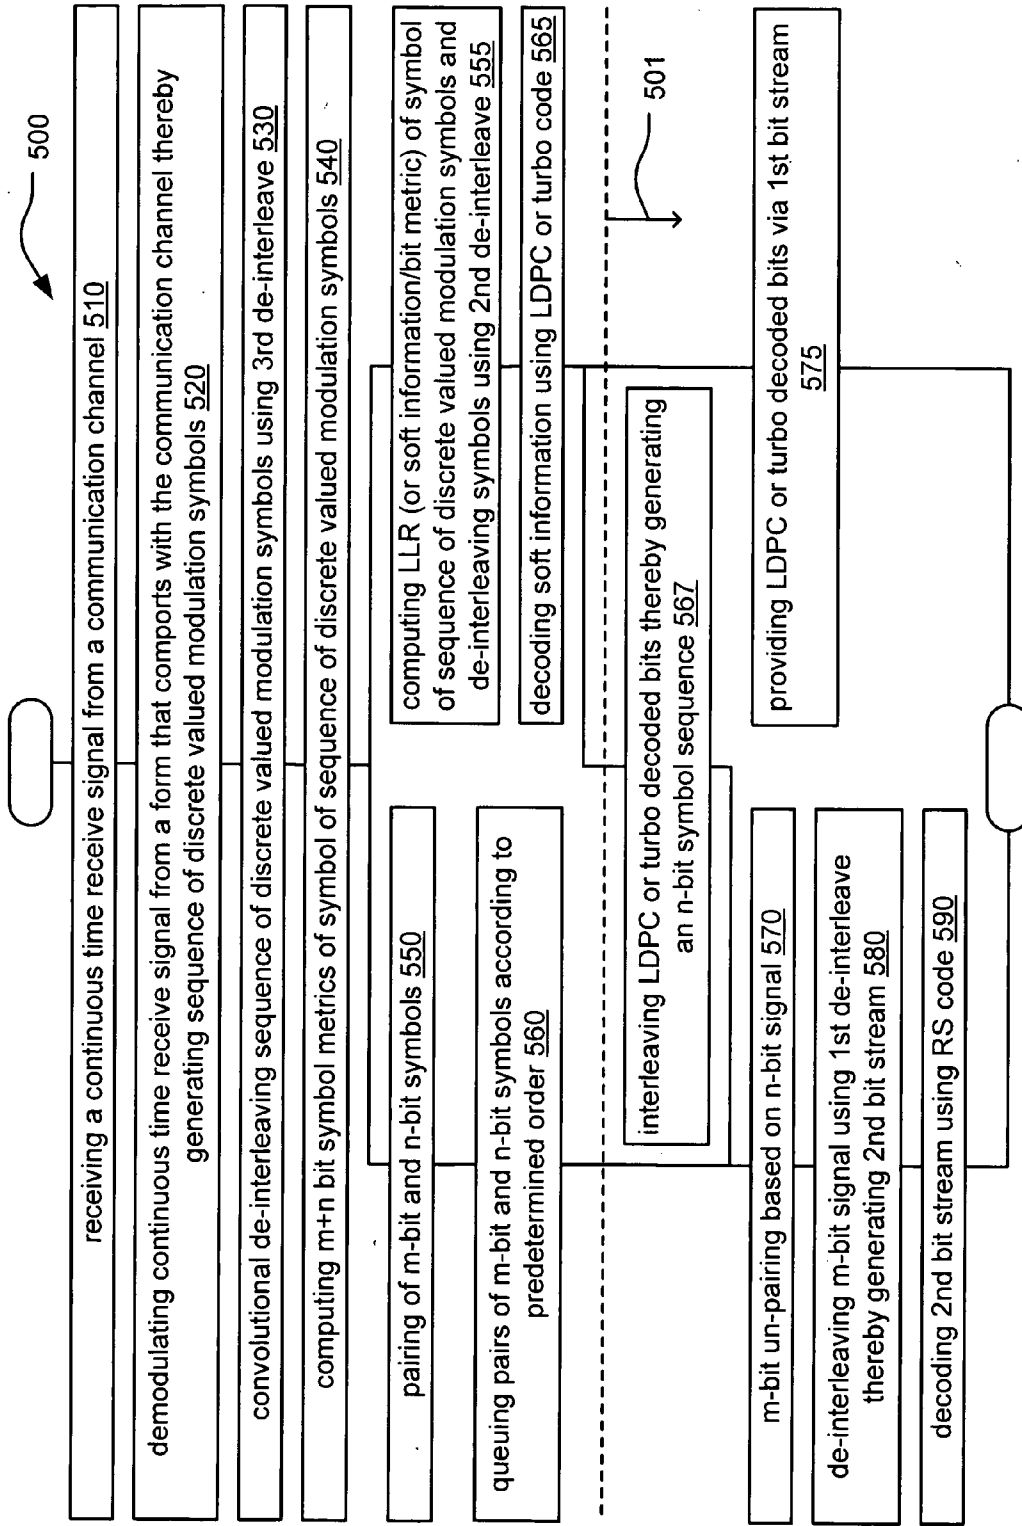 500
receiving a continuous time receive signal from a communication channel 510
demodulating continuous time receive signal from a form that comports with the communication channel thereby
generating sequence of discrete valued modulation symbols 520
convolutional de-interleaving sequence of discrete valued modulation symbols using 3rd de-interleave 530
computing m+n bit symbol metrics of symbol of sequence of discrete valued modulation symbols 540
pairing of m-bit and n-bit symbols 550
queuing pairs of m-bit and n-bit symbols according to
predetermined order 560
computing LLR (or soft information/bit metric) of symbol
of sequence of discrete valued modulation symbols and
de-interleaving symbols using 2nd de-interleave 555
decoding soft information using LDPC or turbo code 565
501
interleaving LDPC or turbo decoded bits thereby generating
an n-bit symbol sequence 567
m-bit un-pairing based on n-bit signal 570
de-interleaving m-bit signal using 1st de-interleave
thereby generating 2nd bit stream 580
decoding 2nd bit stream using RS code 590
providing LDPC or turbo decoded bits via 1st bit stream
575